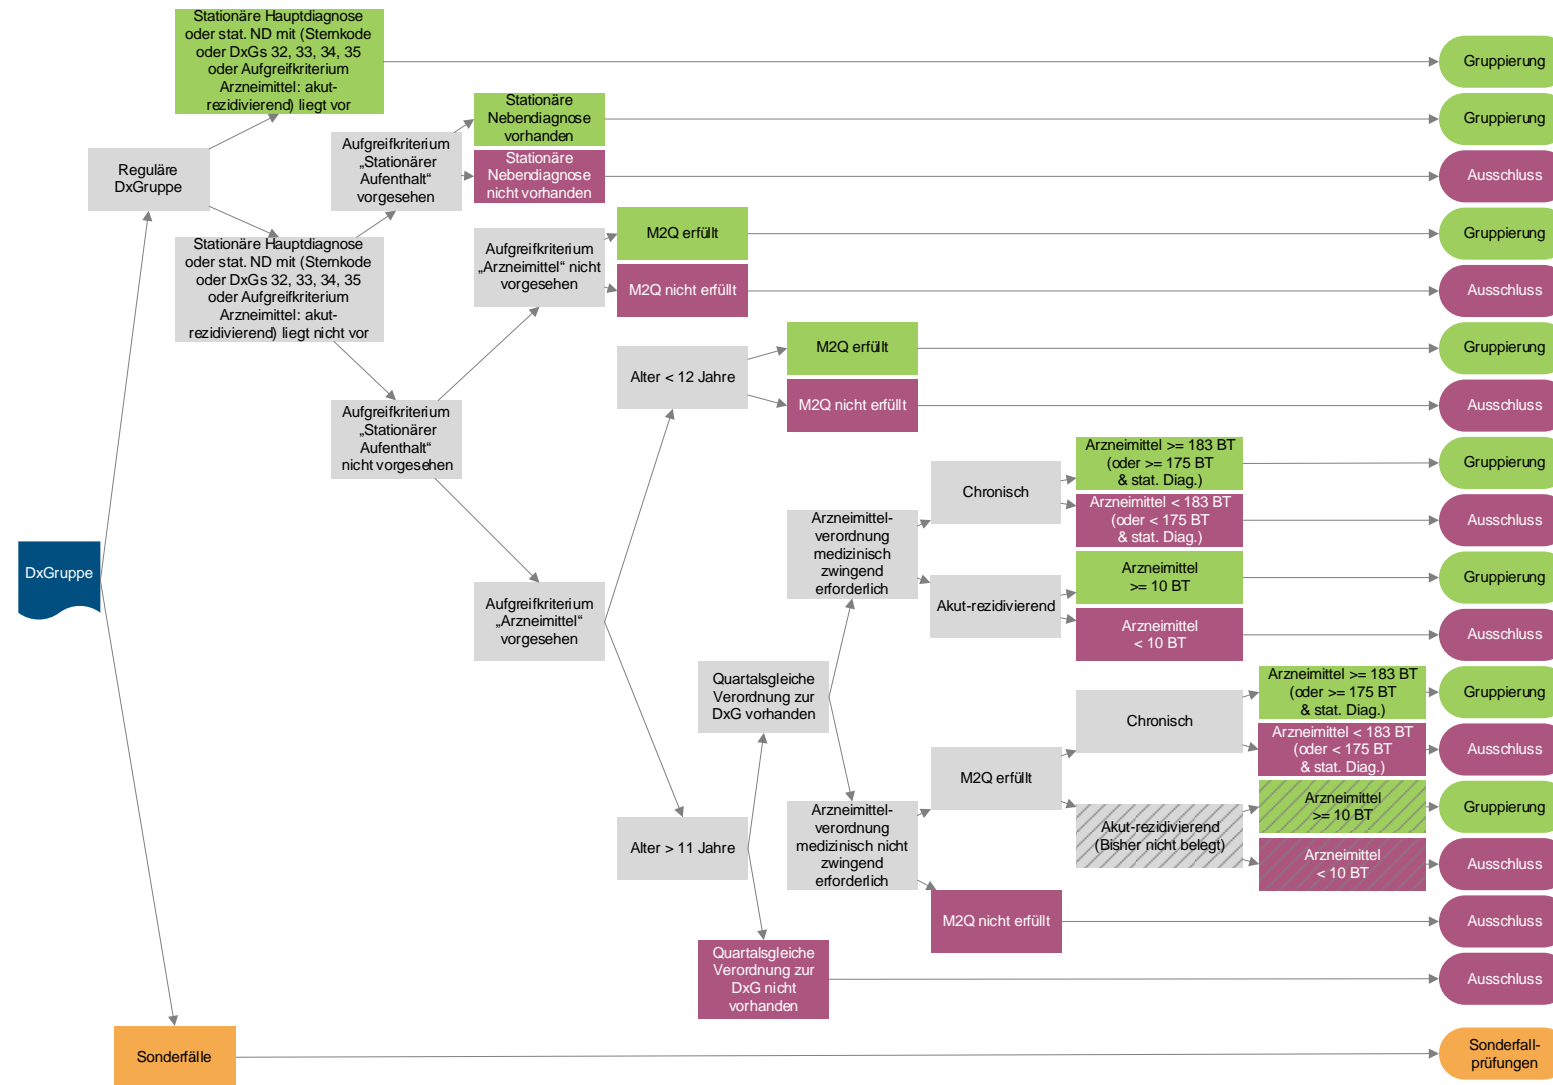 Stationäre Hauptdiagnose
oder stat. ND mit (Sternkode
oder DxGs 32, 33, 34, 35
oder Aufgreifkriterium
Arzneimittel: akut-
rezidivierend) liegt vor
Gruppierung
Stationäre
Nebendiagnose
vorhanden
Gruppierung
Aufgreifkriterium
„Stationärer
Aufenthalt“
vorgesehen
Reguläre
DxGruppe
Stationäre
Nebendiagnose
nicht vorhanden
Ausschluss
Stationäre Hauptdiagnose
oder stat. ND mit (Sternkode
oder DxGs 32, 33, 34, 35
oder Aufgreifkriterium
Arzneimittel: akut-
rezidivierend) liegt nicht vor
Aufgreifkriterium
„Arzneimittel“ nicht
vorgesehen
M2Q erfüllt
Gruppierung
M2Q nicht erfüllt
Ausschluss
Alter < 12 Jahre
M2Q erfüllt
Gruppierung
M2Q nicht erfüllt
Ausschluss
Aufgreifkriterium
„Stationärer
Aufenthalt“
nicht vorgesehen
Chronisch
Arzneimittel >= 183 BT
(oder >= 175 BT
& stat. Diag.)
Gruppierung
Arzneimittel < 183 BT
(oder < 175 BT
& stat. Diag.)
Ausschluss
Arzneimittel-
verordnung
medizinisch
zwingend
erforderlich
DxGruppe
Akut-rezidivierend
Arzneimittel
>= 10 BT
Gruppierung
Arzneimittel
< 10 BT
Ausschluss
Aufgreifkriterium
„Arzneimittel“
vorgesehen
Quartalsgleiche
Verordnung zur
DxG vorhanden
Chronisch
Arzneimittel >= 183 BT
(oder >= 175 BT
& stat. Diag.)
Gruppierung
Arzneimittel < 183 BT
(oder < 175 BT
& stat. Diag.)
Ausschluss
M2Q erfüllt
Akut-rezidivierend
(Bisher nicht belegt)
Arzneimittel
>= 10 BT
Gruppierung
Arzneimittel
< 10 BT
Ausschluss
Alter > 11 Jahre
Arzneimittel-
verordnung
medizinisch nicht
zwingend
erforderlich
M2Q nicht erfüllt
Ausschluss
Quartalsgleiche
Verordnung zur
DxG nicht
vorhanden
Ausschluss
Sonderfälle
Sonderfall-
prüfungen